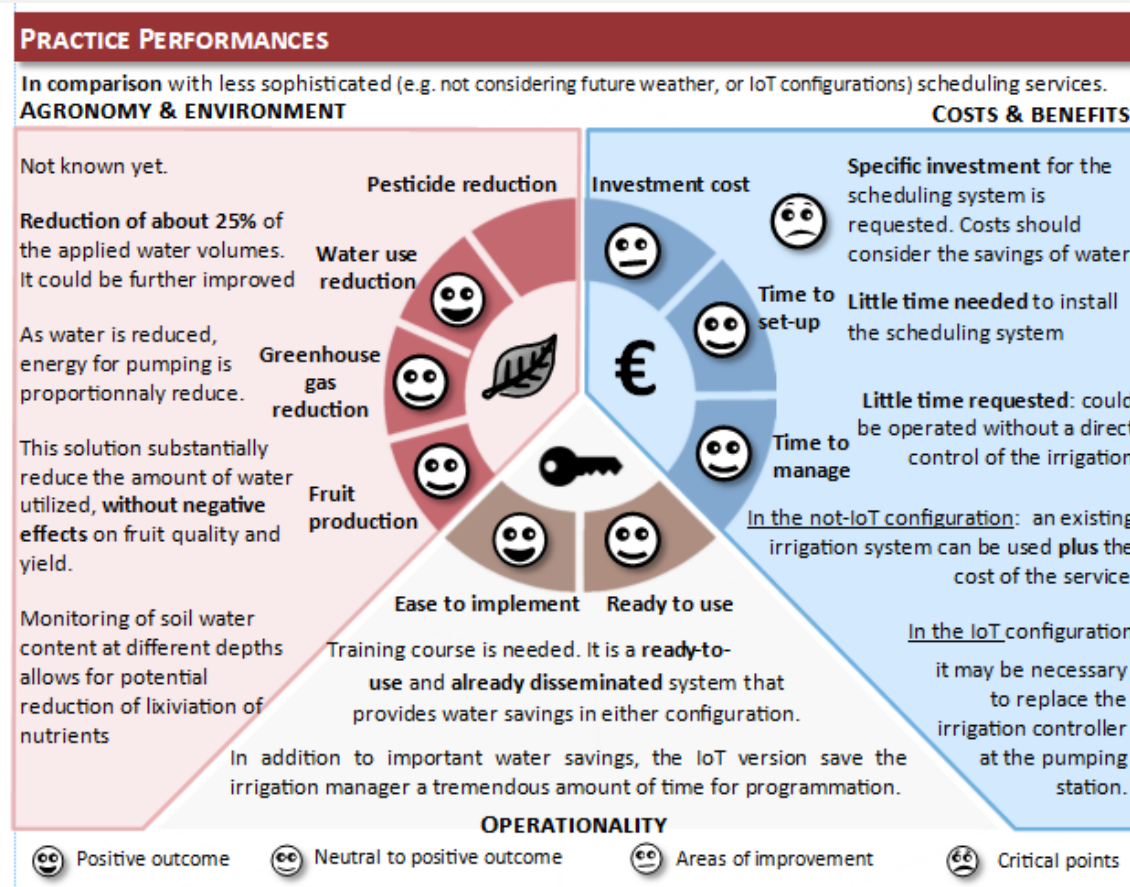 PRACTICE PERFORMANCES
In comparison with less sophisticated (e.g. not considering future weather, or IoT configurations) scheduling services.
AGRONOMY & ENVIRONMENT
Not known yet.
Reduction of about 25% of
the applied water volumes.
It could be further improved
As water is reduced,
energy for pumping is
proportionnaly reduce.
This solution substantially
reduce the amount of water
utilized, without negative
effects on fruit quality and
yield.
Monitoring of soil water
content at different depths
allows for potential
reduction of lixiviation of
nutrients
Pesticide reduction
Water use
reduction
Greenhouse
gas
reduction
Fruit
production
COSTS & BENEFITS
Investment cost
Time to
set-up
Time to
manage
€
Specific investment for the
scheduling system is
requested. Costs should
consider the savings of water
Little time needed to install
the scheduling system
Little time requested: could
be operated without a direct
control of the irrigation
In the not-IoT configuration: an existing
irrigation system can be used plus the
cost of the service
In the IoT configuration
it may be necessary
to replace the
irrigation controller
at the pumping
station.
Ease to implement
Ready to use
Training course is needed. It is a ready-to-
use and already disseminated system that
provides water savings in either configuration.
In addition to important water savings, the IoT version save the
irrigation manager a tremendous amount of time for programmation.
OPERATIONALITY
Positive outcome
Neutral to positive outcome
Areas of improvement
Critical points